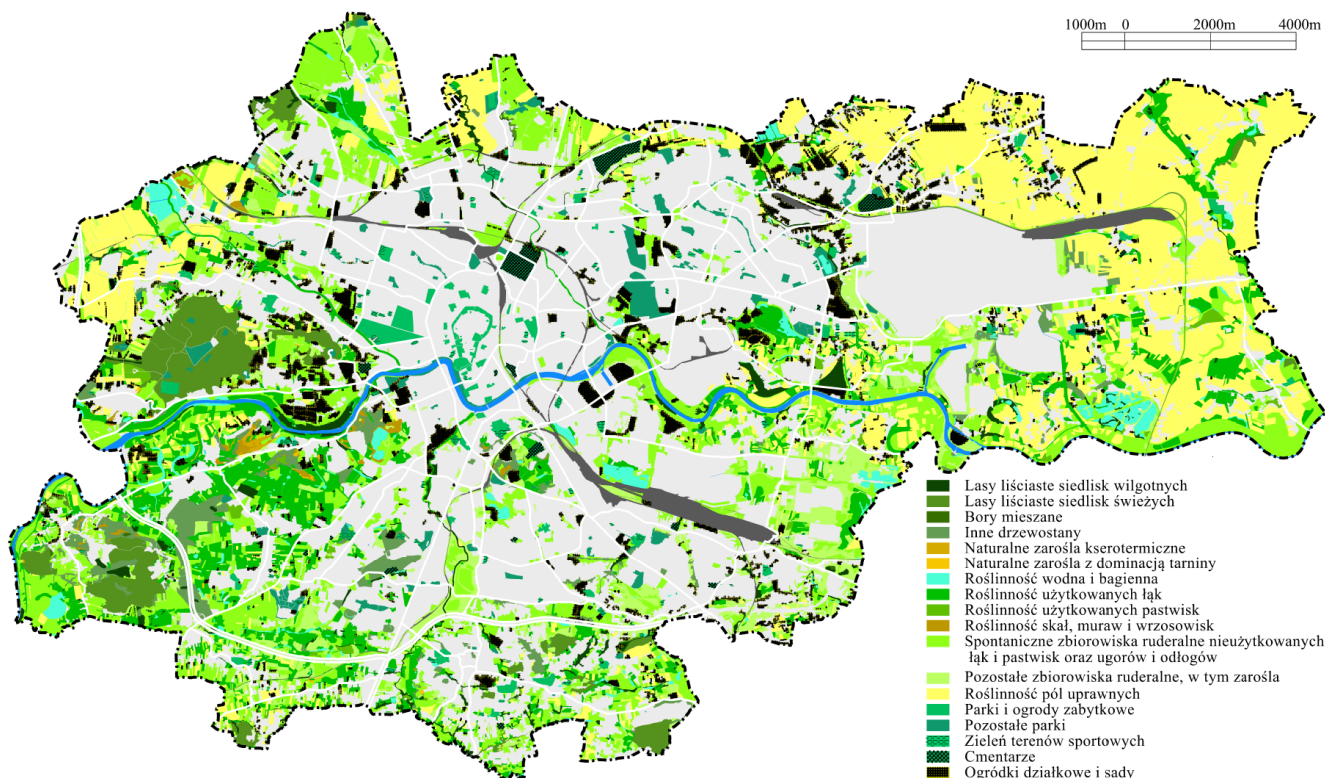 1000m 0 2000m 4000m
Lasy liściaste siedlisk wilgotnych
Lasy liściaste siedlisk świeżych
Bory mieszane
Inne drzewostany
Naturalne zarośla kserotermiczne
Naturalne zarośla z dominacją tarniny
Roślinność wodna i bagienna
Roślinność użytkowanych łąk
Roślinność użytkowanych pastwisk
Roślinność skał, muraw i wrzosowisk
Spontaniczne zbiorowiska ruderalne nieużytkowanych
łąk i pastwisk oraz ugorów i odłogów
Pozostałe zbiorowiska ruderalne, w tym zarośla
Roślinność pól uprawnych
Parki i ogrody zabytkowe
Pozostałe parki
Zieleń terenów sportowych
Cmentarze
Ogródki działkowe i sady